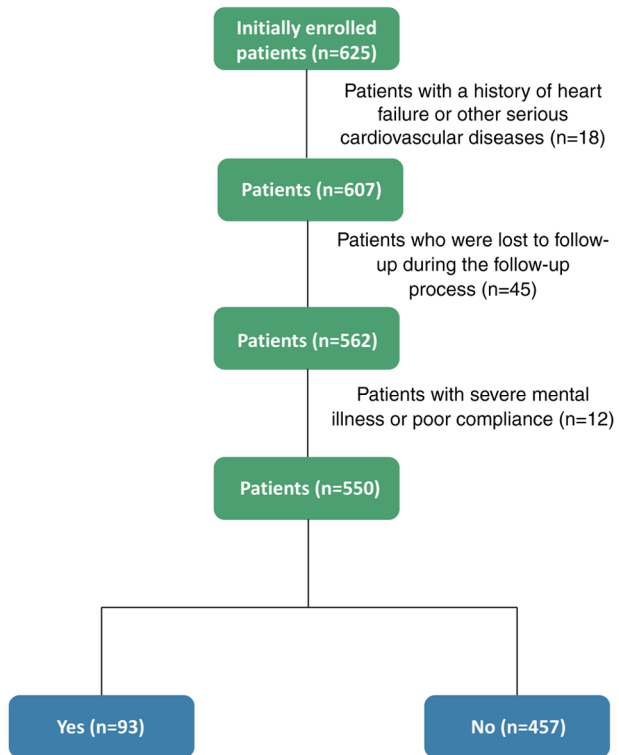 Initially enrolled
patients (n=625)
Patients with a history of heart
failure or other serious
cardiovascular diseases (n=18)
Patients (n=607)
Patients who were lost to follow-
up during the follow-up
process (n=45)
Patients (n=562)
Patients with severe mental
illness or poor compliance (n=12)
Patients (n=550)
Yes (n=93)
No (n=457)